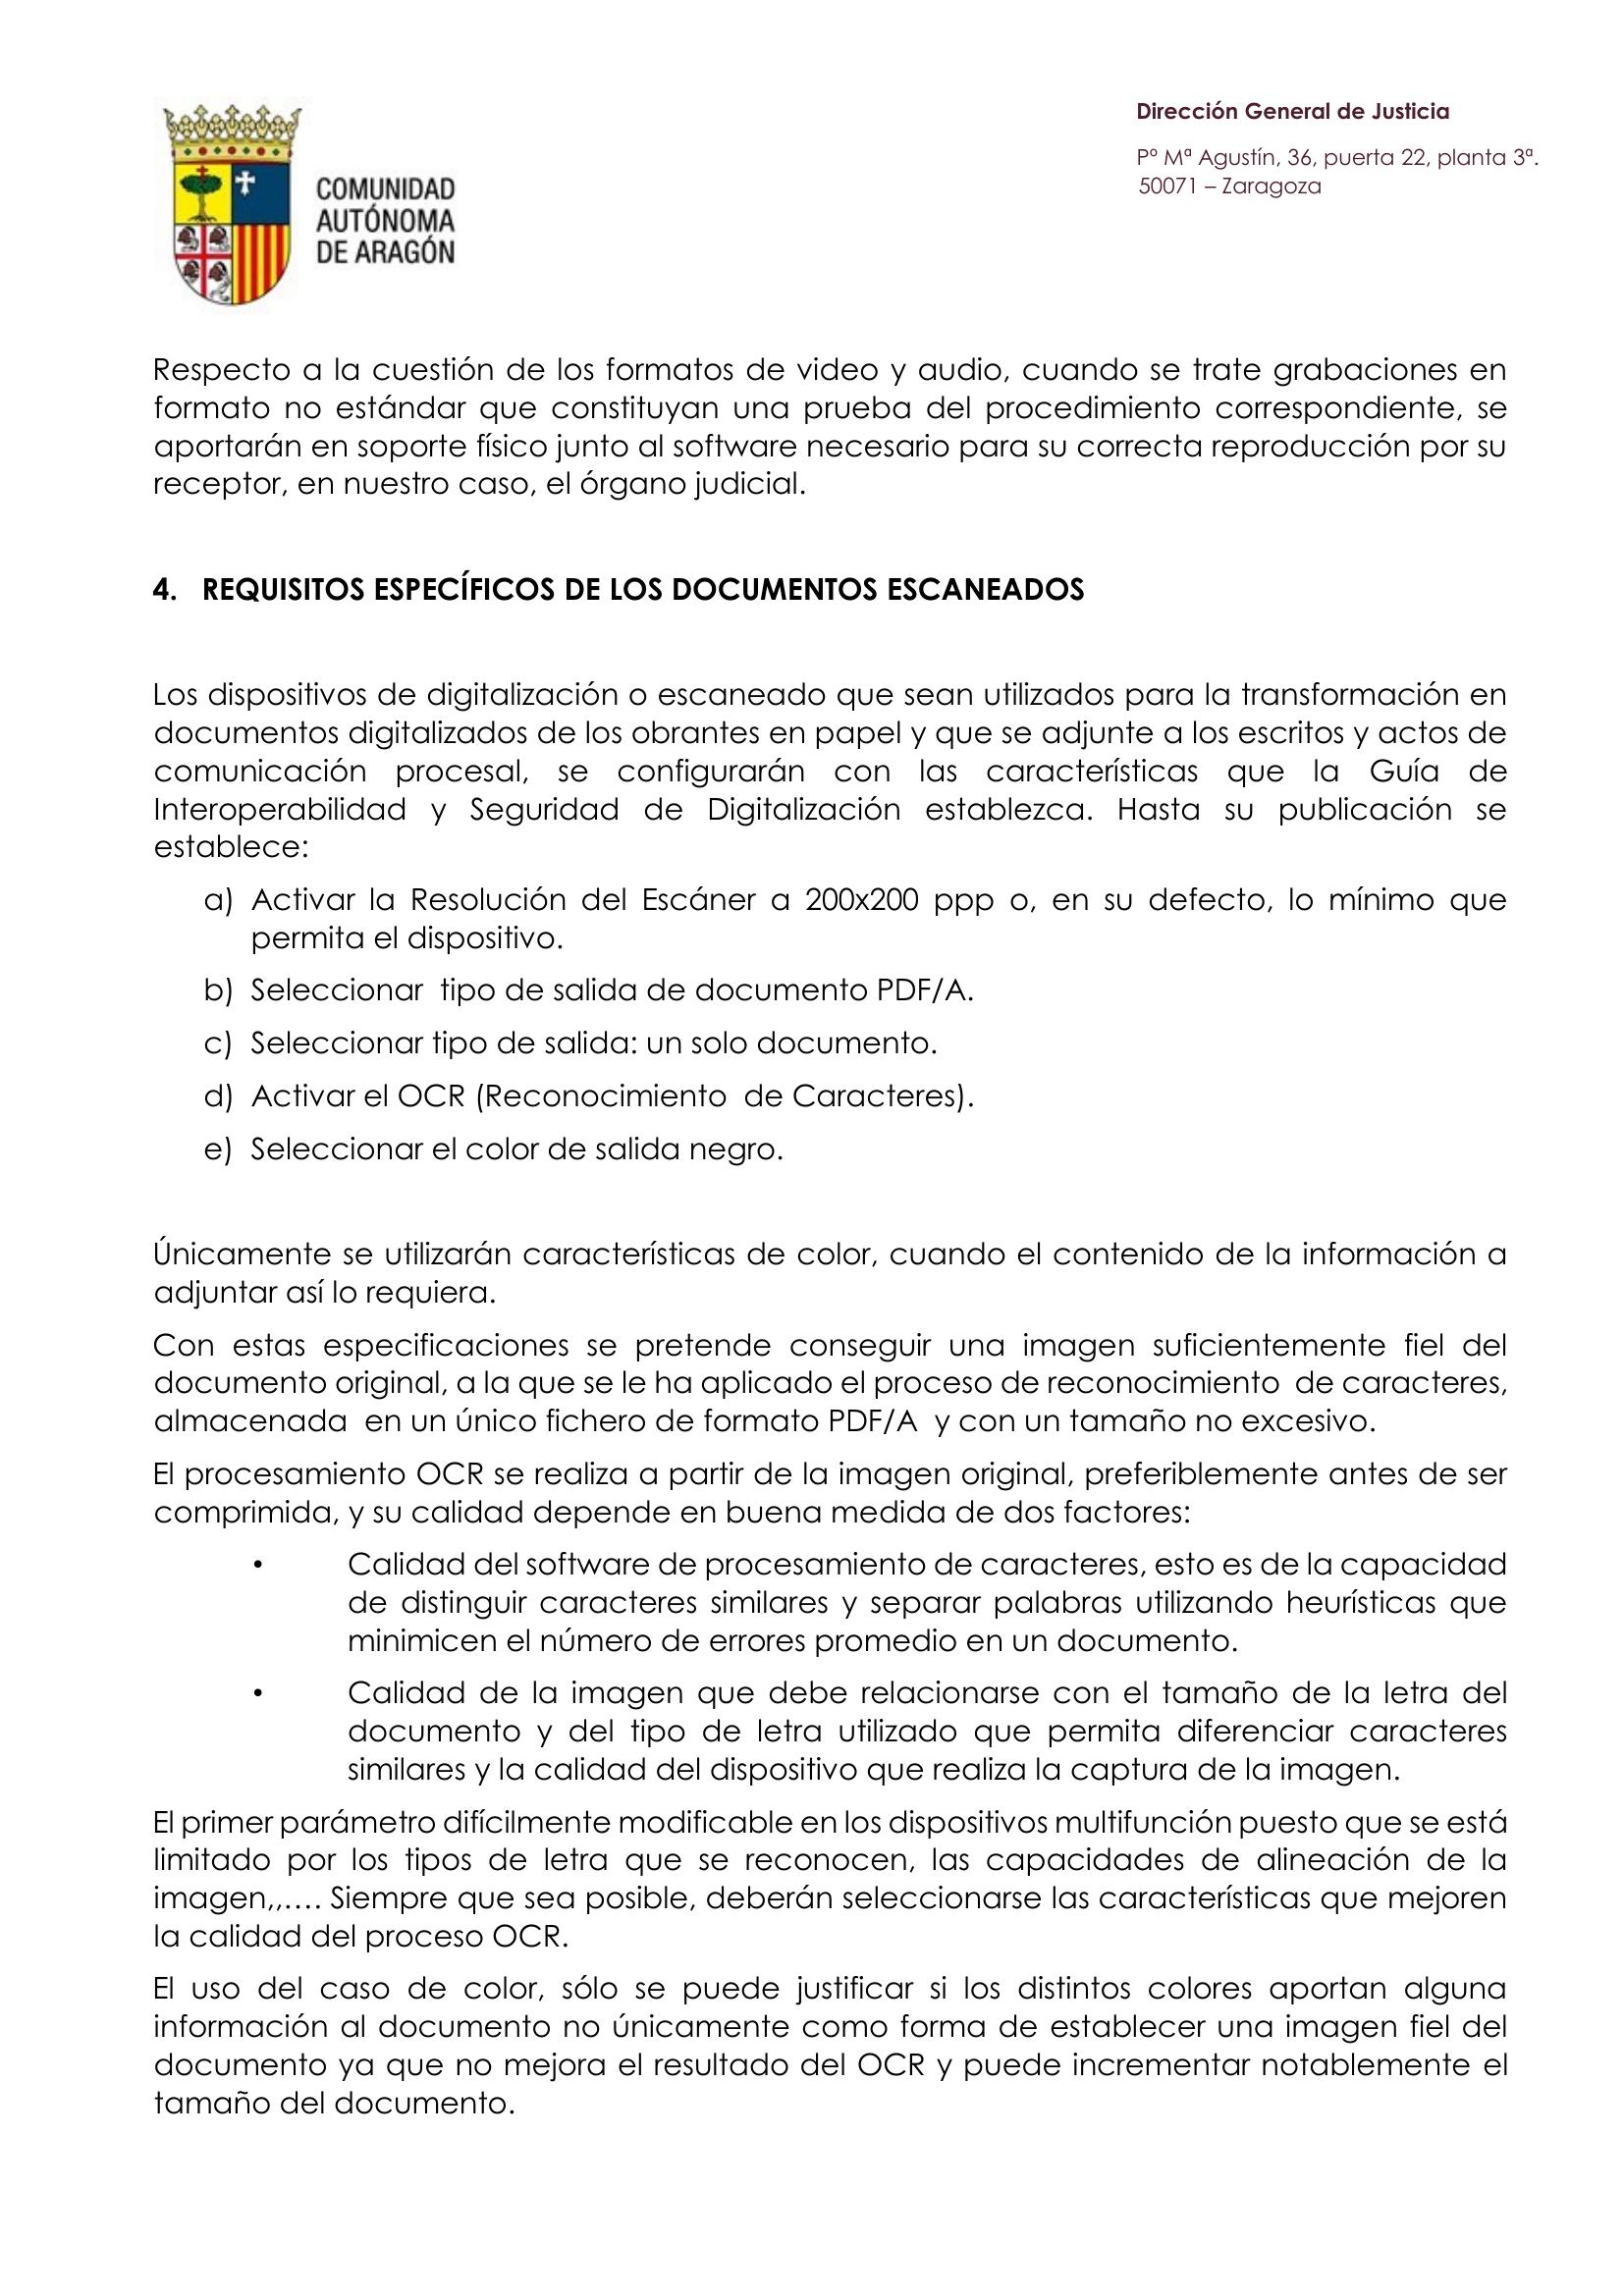 COMUNIDAD
AUTÓNOMA
DE ARAGÓN
Dirección General de Justicia
Pº Mª Agustín, 36, puerta 22, planta 3ª.
50071 – Zaragoza
Respecto a la cuestión de los formatos de video y audio, cuando se trate grabaciones en
formato no estándar que constituyan una prueba del procedimiento correspondiente, se
aportarán en soporte físico junto al software necesario para su correcta reproducción por su
receptor, en nuestro caso, el órgano judicial.
4. REQUISITOS ESPECÍFICOS DE LOS DOCUMENTOS ESCANEADOS
Los dispositivos de digitalización o escaneado que sean utilizados para la transformación en
documentos digitalizados de los obrantes en papel y que se adjunte a los escritos y actos de
comunicación procesal, se configurarán con las características que la Guía de
Interoperabilidad y Seguridad de Digitalización establezca. Hasta su publicación se
establece:
a) Activar la Resolución del Escáner a 200x200 ppp o, en su defecto, lo mínimo que
permita el dispositivo.
b) Seleccionar tipo de salida de documento PDF/A.
c) Seleccionar tipo de salida: un solo documento.
d) Activar el OCR (Reconocimiento de Caracteres).
e) Seleccionar el color de salida negro.
Únicamente se utilizarán características de color, cuando el contenido de la información a
adjuntar así lo requiera.
Con estas especificaciones se pretende conseguir una imagen suficientemente fiel del
documento original, a la que se le ha aplicado el proceso de reconocimiento de caracteres,
almacenada en un único fichero de formato PDF/A y con un tamaño no excesivo.
El procesamiento OCR se realiza a partir de la imagen original, preferiblemente antes de ser
comprimida, y su calidad depende en buena medida de dos factores:
• Calidad del software de procesamiento de caracteres, esto es de la capacidad
de distinguir caracteres similares y separar palabras utilizando heurísticas que
minimicen el número de errores promedio en un documento.
• Calidad de la imagen que debe relacionarse con el tamaño de la letra del
documento y del tipo de letra utilizado que permita diferenciar caracteres
similares y la calidad del dispositivo que realiza la captura de la imagen.
El primer parámetro difícilmente modificable en los dispositivos multifunción puesto que se está
limitado por los tipos de letra que se reconocen, las capacidades de alineación de la
imagen,,…. Siempre que sea posible, deberán seleccionarse las características que mejoren
la calidad del proceso OCR.
El uso del caso de color, sólo se puede justificar si los distintos colores aportan alguna
información al documento no únicamente como forma de establecer una imagen fiel del
documento ya que no mejora el resultado del OCR y puede incrementar notablemente el
tamaño del documento.